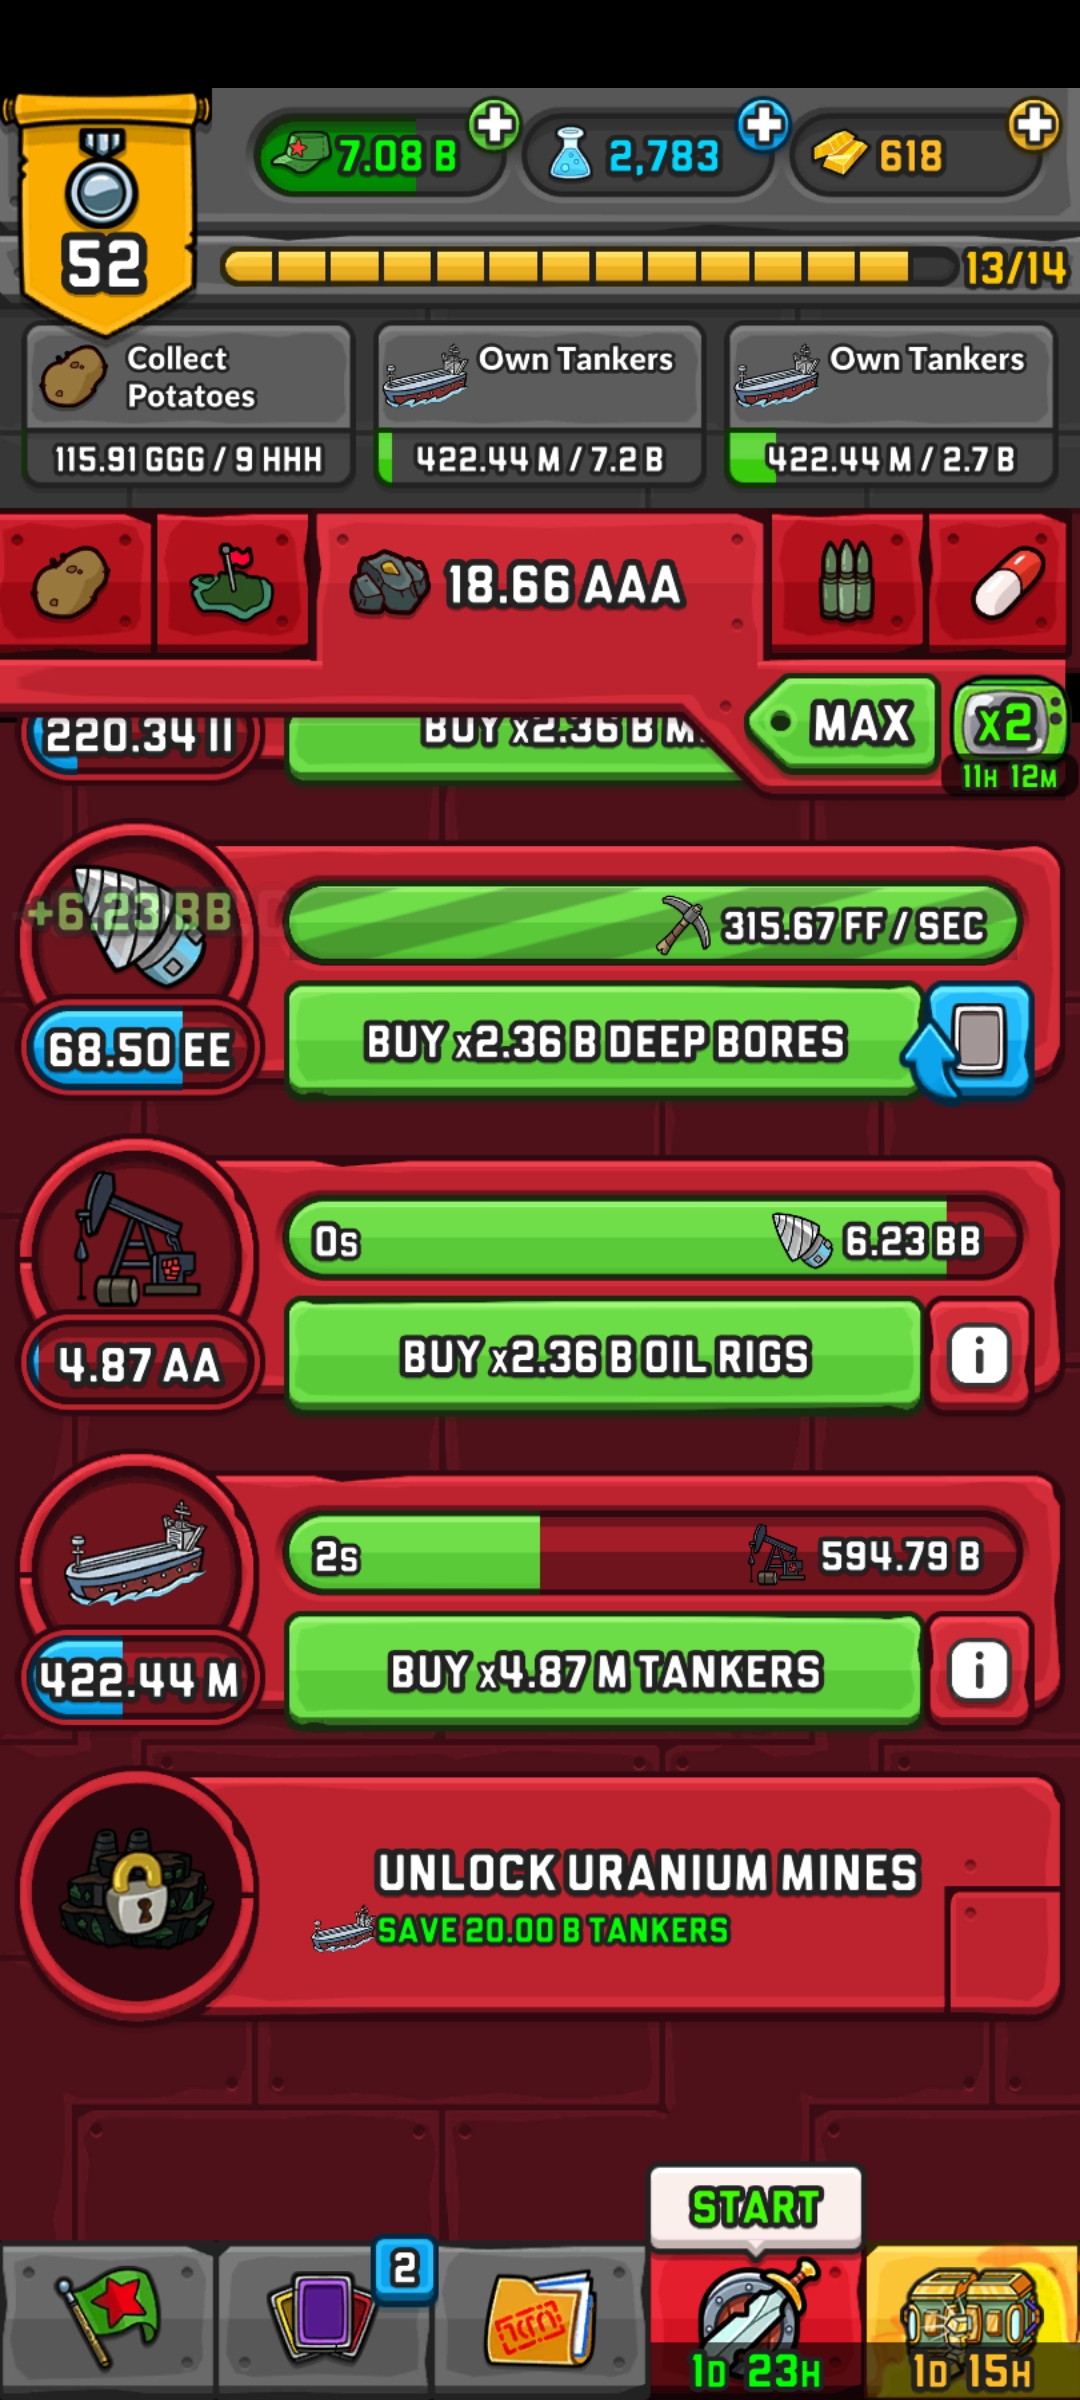 7.08 B
2,783
618
52
13/14
Collect
Potatoes
115.91 GGG / 9 HHH
Own Tankers
422.44 M / 7.2 B
Own Tankers
422.44 M / 2.7 B
18.66 AAA
MAX
x2
11H 12M
220.34 II
BUY x2.36 B M
+6.23 BB
315.67 FF / SEC
68.50 EE
BUY x2.36 B DEEP BORES
0s
6.23 BB
4.87 AA
BUY x2.36 B OIL RIGS
i
2s
594.79 B
422.44 M
BUY x4.87 M TANKERS
i
UNLOCK URANIUM MINES
SAVE 20.00 B TANKERS
START
2
1D 23H
1D 15H